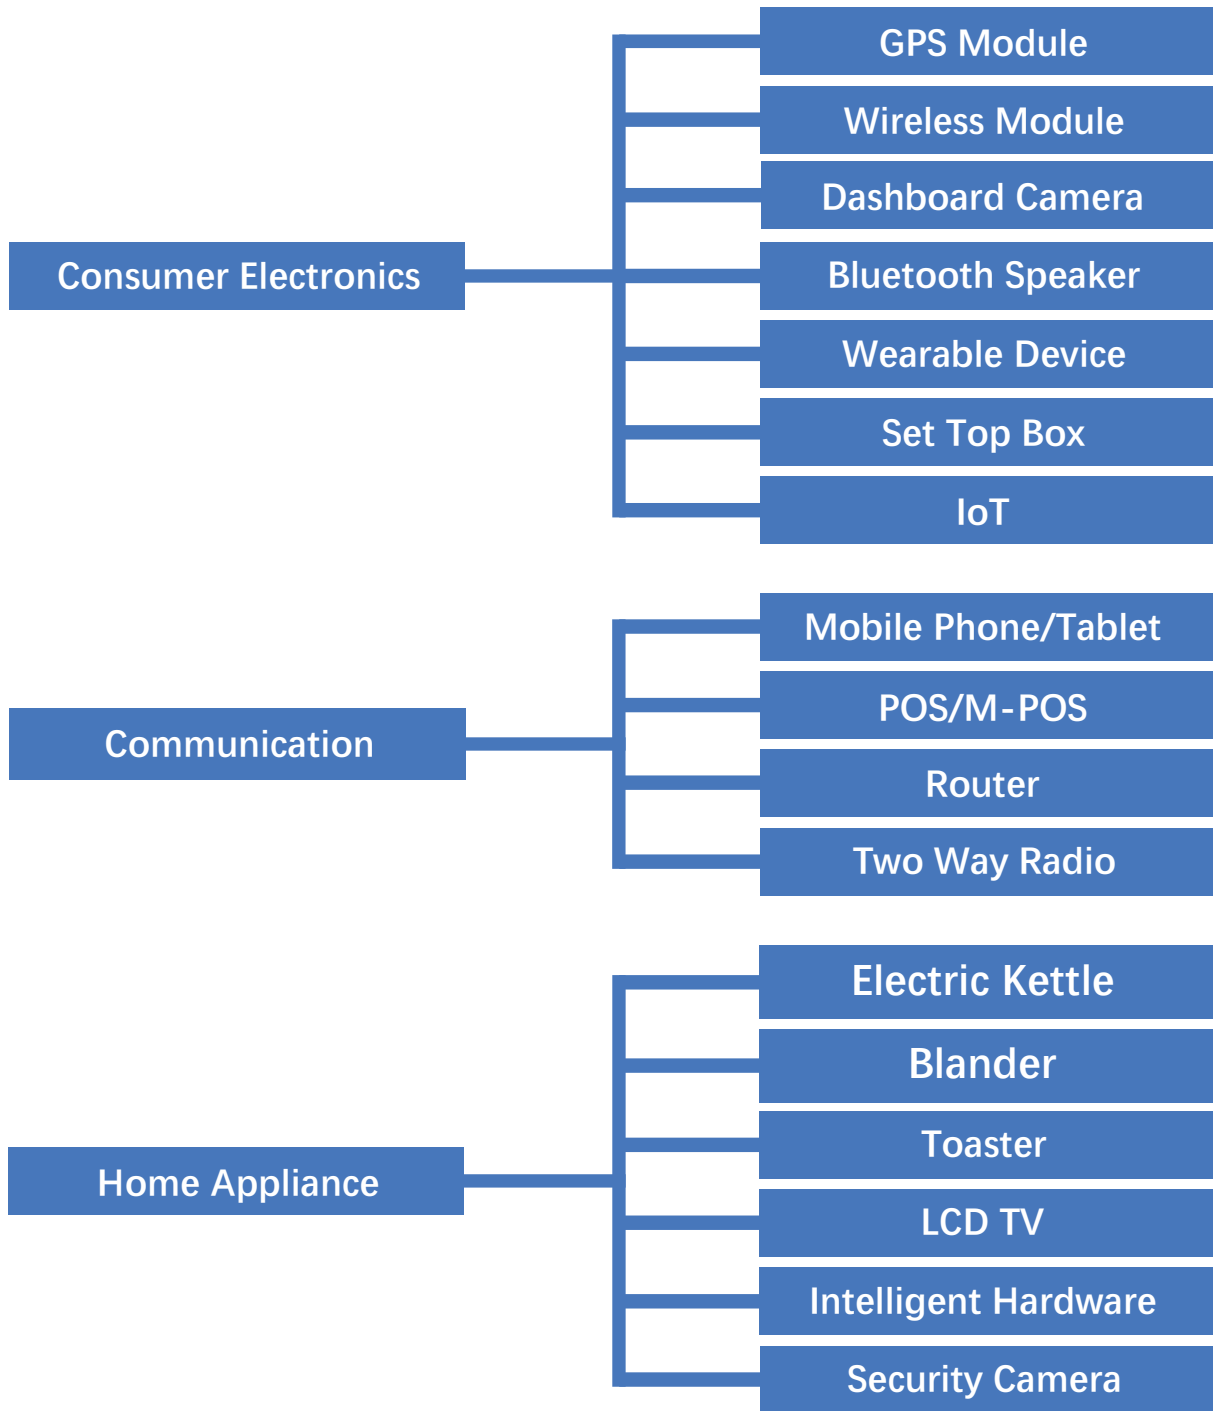 Consumer Electronics
GPS Module
Wireless Module
Dashboard Camera
Bluetooth Speaker
Wearable Device
Set Top Box
IoT
Communication
Mobile Phone/Tablet
POS/M-POS
Router
Two Way Radio
Home Appliance
Electric Kettle
Blander
Toaster
LCD TV
Intelligent Hardware
Security Camera